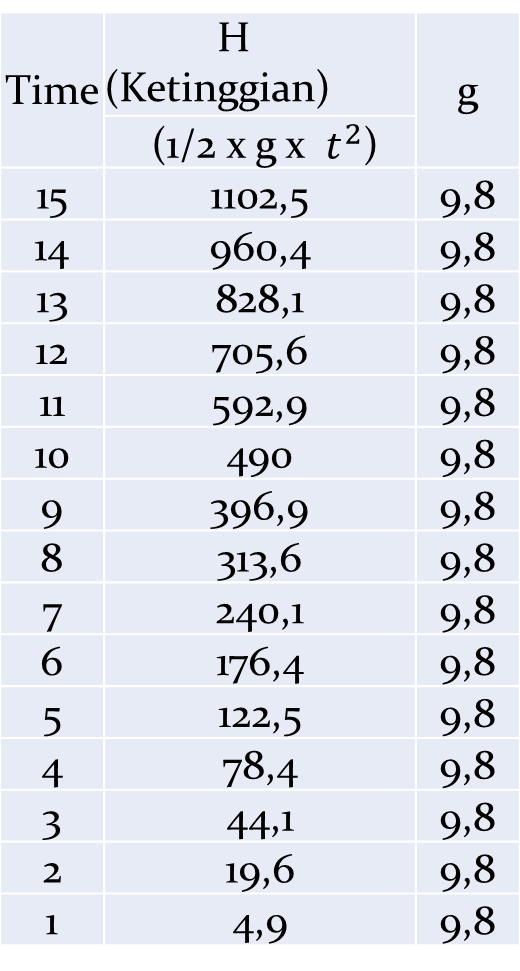 Time H (Ketinggian) g
(1/2 x g x t²)
15 1102,5 9,8
14 960,4 9,8
13 828,1 9,8
12 705,6 9,8
11 592,9 9,8
10 490 9,8
9 396,9 9,8
8 313,6 9,8
7 240,1 9,8
6 176,4 9,8
5 122,5 9,8
4 78,4 9,8
3 44,1 9,8
2 19,6 9,8
1 4,9 9,8